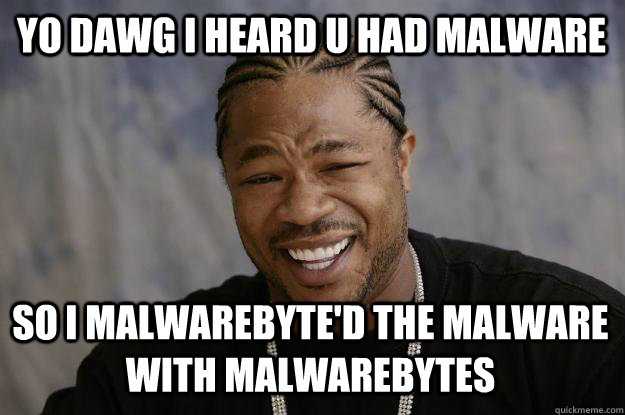 YO DAWG I HEARD U HAD MALWARE
SO I MALWAREBYTE'D THE MALWARE
WITH MALWAREBYTES
quickmeme.com